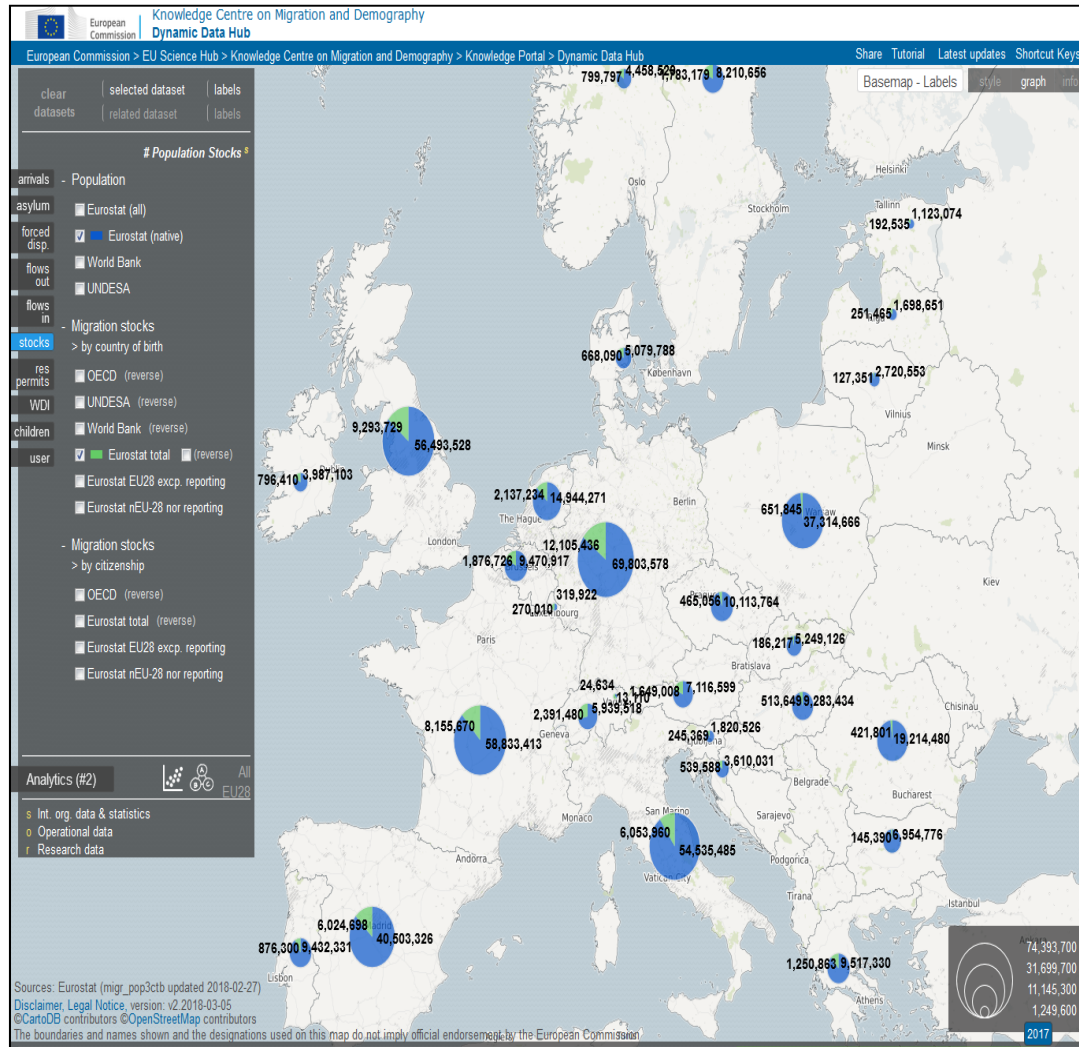 European
Commission
Knowledge Centre on Migration and Demography
Dynamic Data Hub
European Commission > EU Science Hub > Knowledge Centre on Migration and Demography > Knowledge Portal > Dynamic Data Hub
Share Tutorial Latest updates Shortcut Keys
Basemap - Labels
style graph info
clear
datasets
selected dataset labels
related dataset labels
# Population Stocks s
arrivals
asylum
forced
disp.
flows
out
flows
in
stocks
res
permits
WDI
children
user
- Population
Eurostat (all)
Eurostat (native)
World Bank
UNDESA
- Migration stocks
> by country of birth
OECD (reverse)
UNDESA (reverse)
World Bank (reverse)
Eurostat total (reverse)
Eurostat EU28 excp. reporting
Eurostat nEU-28 nor reporting
- Migration stocks
> by citizenship
OECD (reverse)
Eurostat total (reverse)
Eurostat EU28 excp. reporting
Eurostat nEU-28 nor reporting
Analytics (#2)
A
B C
All
EU28
s Int. org. data & statistics
o Operational data
r Research data
799,797 4,458,520 1,783,179 8,210,656
Helsinki
Oslo
Stockholm
Tallinn
192,535 1,123,074
251,465 1,698,651
668,090 5,079,788
København
127,351 2,720,553
Vilnius
Minsk
9,293,729 56,493,528
Dublin
796,410 3,987,103
2,137,234 14,944,271
The Hague
Berlin
London
651,845 37,314,666
Warsaw
12,105,436 69,803,578
1,876,726 9,470,917
Brussels
Kiev
319,922
270,010
Luxembourg
465,056 10,113,764
Paris
186,217 5,249,126
Bratislava
24,634
13,110
1,649,008 7,116,599
2,391,480 5,939,518
Geneva
513,649 9,283,434
Chisinau
8,155,670 58,833,413
245,369 1,820,526
Ljubljana
539,588 3,610,031
421,801 19,214,480
Belgrade
Bucharest
San Marino
Monaco
Sarajevo
6,053,960 54,535,485
Vatican City
145,390 6,954,776
Andorra
Podgorica
Tirana
Istanbul
6,024,698 40,503,326
Madrid
876,300 9,432,331
Lisbon
1,250,863 9,517,330
Athens
74,393,700
31,699,700
11,145,300
1,249,600
2017
Sources: Eurostat (migr_pop3ctb updated 2018-02-27)
Disclaimer, Legal Notice, version: v2.2018-03-05
©CartoDB contributors ©OpenStreetMap contributors
The boundaries and names shown and the designations used on this map do not imply official endorsement by the European Commission